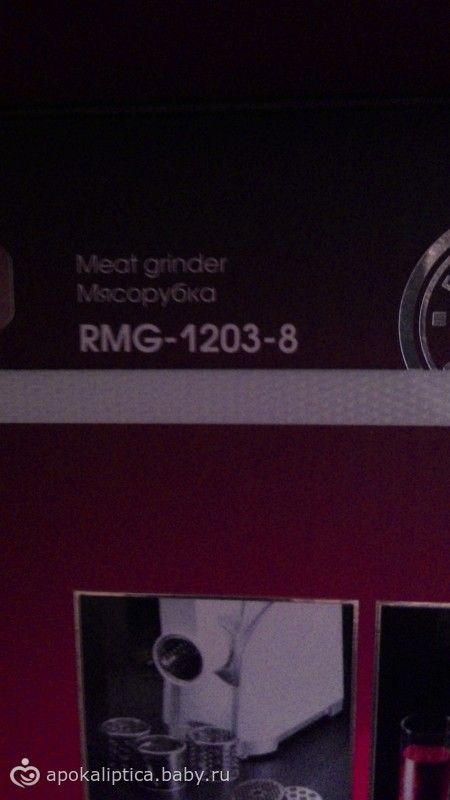 Meat grinder
Мясорубка
RMG-1203-8
apokaliptica.baby.ru